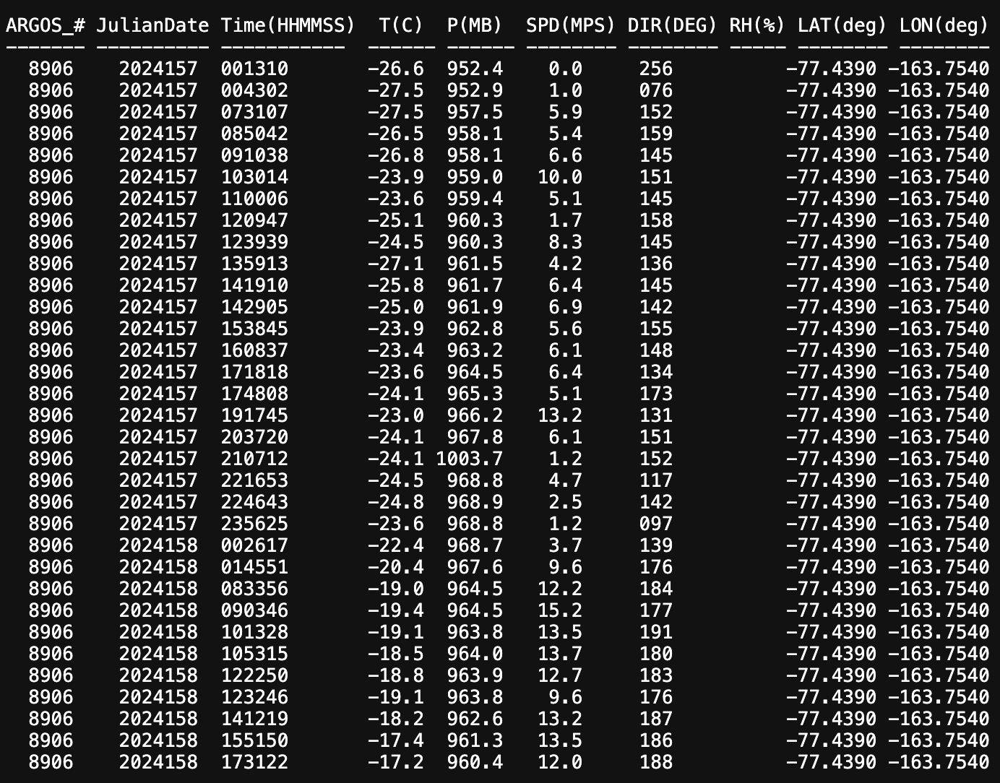 ARGOS_# JulianDate Time(HHMMSS)  T(C)  P(MB)  SPD(MPS) DIR(DEG) RH(%) LAT(deg) LON(deg)
------- ---------- -----------  ------ ------ -------- -------- ----- -------- --------
  8906    2024157  001310       -26.6  952.4    0.0     256          -77.4390 -163.7540
  8906    2024157  004302       -27.5  952.9    1.0     076          -77.4390 -163.7540
  8906    2024157  073107       -27.5  957.5    5.9     152          -77.4390 -163.7540
  8906    2024157  085042       -26.5  958.1    5.4     159          -77.4390 -163.7540
  8906    2024157  091038       -26.8  958.1    6.6     145          -77.4390 -163.7540
  8906    2024157  103014       -23.9  959.0   10.0     151          -77.4390 -163.7540
  8906    2024157  110006       -23.6  959.4    5.1     145          -77.4390 -163.7540
  8906    2024157  120947       -25.1  960.3    1.7     158          -77.4390 -163.7540
  8906    2024157  123939       -24.5  960.3    8.3     145          -77.4390 -163.7540
  8906    2024157  135913       -27.1  961.5    4.2     136          -77.4390 -163.7540
  8906    2024157  141910       -25.8  961.7    6.4     145          -77.4390 -163.7540
  8906    2024157  142905       -25.0  961.9    6.9     142          -77.4390 -163.7540
  8906    2024157  153845       -23.9  962.8    5.6     155          -77.4390 -163.7540
  8906    2024157  160837       -23.4  963.2    6.1     148          -77.4390 -163.7540
  8906    2024157  171818       -23.6  964.5    6.4     134          -77.4390 -163.7540
  8906    2024157  174808       -24.1  965.3    5.1     173          -77.4390 -163.7540
  8906    2024157  191745       -23.0  966.2   13.2     131          -77.4390 -163.7540
  8906    2024157  203720       -24.1  967.8    6.1     151          -77.4390 -163.7540
  8906    2024157  210712       -24.1 1003.7    1.2     152          -77.4390 -163.7540
  8906    2024157  221653       -24.5  968.8    4.7     117          -77.4390 -163.7540
  8906    2024157  224643       -24.8  968.9    2.5     142          -77.4390 -163.7540
  8906    2024157  235625       -23.6  968.8    1.2     097          -77.4390 -163.7540
  8906    2024158  002617       -22.4  968.7    3.7     139          -77.4390 -163.7540
  8906    2024158  014551       -20.4  967.6    9.6     176          -77.4390 -163.7540
  8906    2024158  083356       -19.0  964.5   12.2     184          -77.4390 -163.7540
  8906    2024158  090346       -19.4  964.5   15.2     177          -77.4390 -163.7540
  8906    2024158  101328       -19.1  963.8   13.5     191          -77.4390 -163.7540
  8906    2024158  105315       -18.5  964.0   13.7     180          -77.4390 -163.7540
  8906    2024158  122250       -18.8  963.9   12.7     183          -77.4390 -163.7540
  8906    2024158  123246       -19.1  963.8    9.6     176          -77.4390 -163.7540
  8906    2024158  141219       -18.2  962.6   13.2     187          -77.4390 -163.7540
  8906    2024158  155150       -17.4  961.3   13.5     186          -77.4390 -163.7540
  8906    2024158  173122       -17.2  960.4   12.0     188          -77.4390 -163.7540